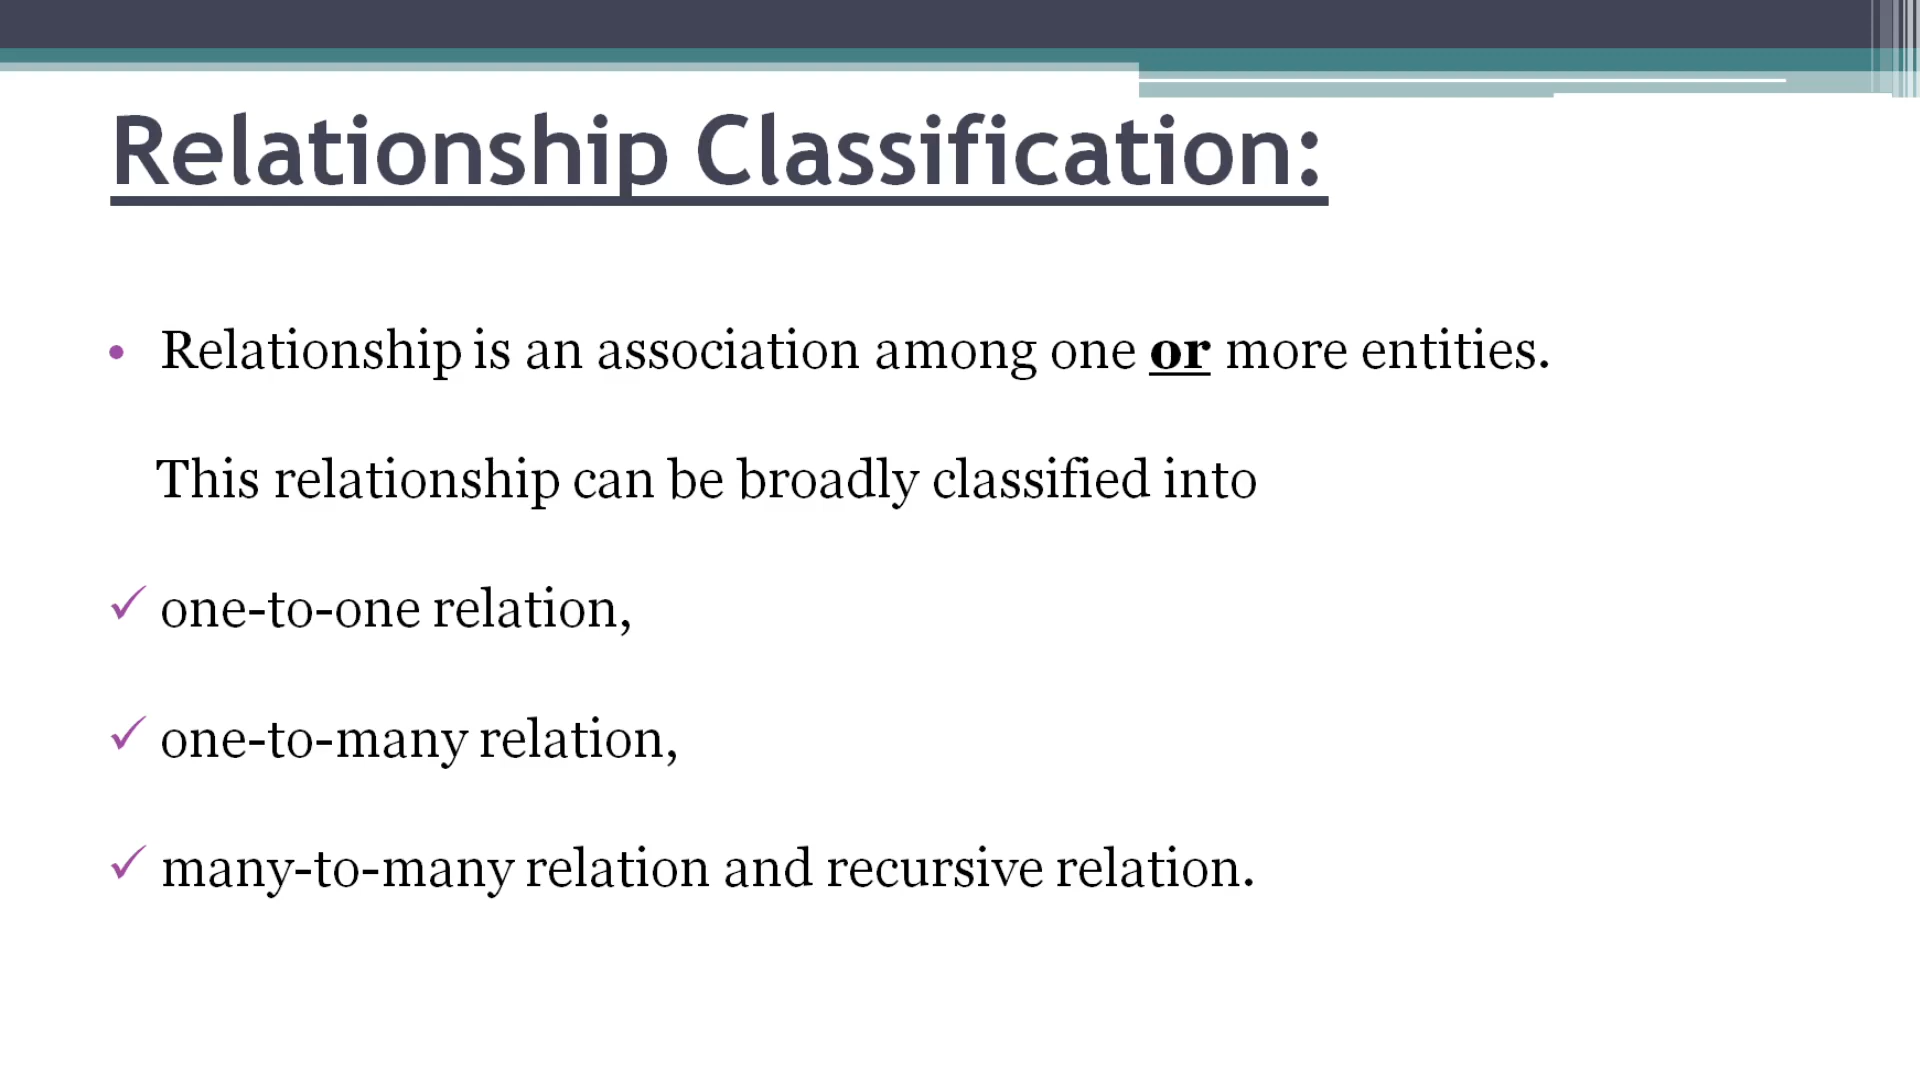 Relationship Classification:
• Relationship is an association among one or more entities.
This relationship can be broadly classified into
✓ one-to-one relation,
✓ one-to-many relation,
✓ many-to-many relation and recursive relation.